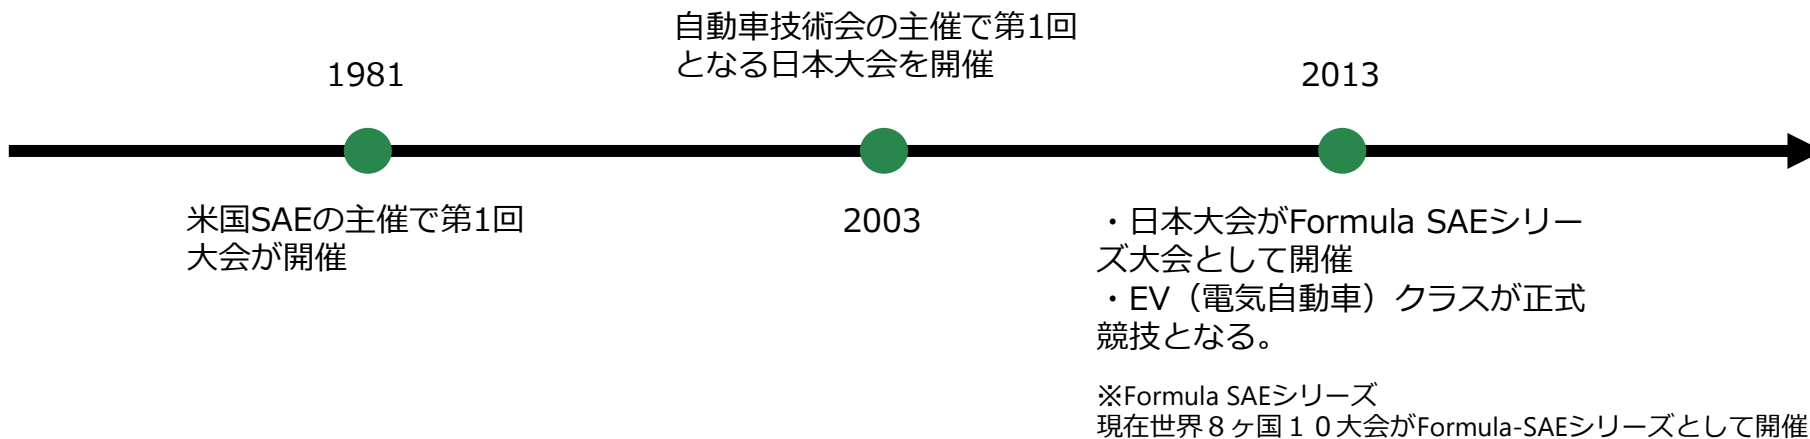 1981
米国SAEの主催で第1回
大会が開催
自動車技術会の主催で第1回
となる日本大会を開催
2003
2013
・日本大会がFormula SAEシリー
ズ大会として開催
・EV（電気自動車）クラスが正式
競技となる。
※Formula SAEシリーズ
現在世界８ヶ国１０大会がFormula-SAEシリーズとして開催